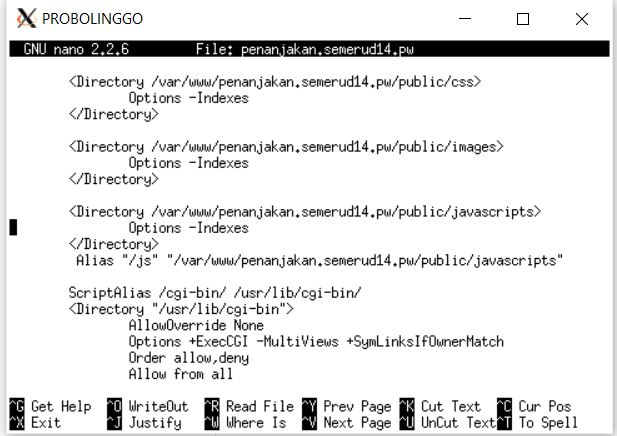 PROBOLINGGO
GNU nano 2.2.6 File: penanjakan.semerud14.pw
<Directory /var/www/penanjakan.semerud14.pw/public/css>
Options -Indexes
</Directory>
<Directory /var/www/penanjakan.semerud14.pw/public/images>
Options -Indexes
</Directory>
<Directory /var/www/penanjakan.semerud14.pw/public/javascripts>
Options -Indexes
</Directory>
Alias "/js" "/var/www/penanjakan.semerud14.pw/public/javascripts"
ScriptAlias /cgi-bin/ /usr/lib/cgi-bin/
<Directory "/usr/lib/cgi-bin">
AllowOverride None
Options +ExecCGI -MultiViews +SymLinksIfOwnerMatch
Order allow,deny
Allow from all
^G Get Help ^O WriteOut ^R Read File ^Y Prev Page ^K Cut Text ^C Cur Pos
^X Exit ^J Justify ^W Where Is ^V Next Page ^U UnCut Text ^T To Spell